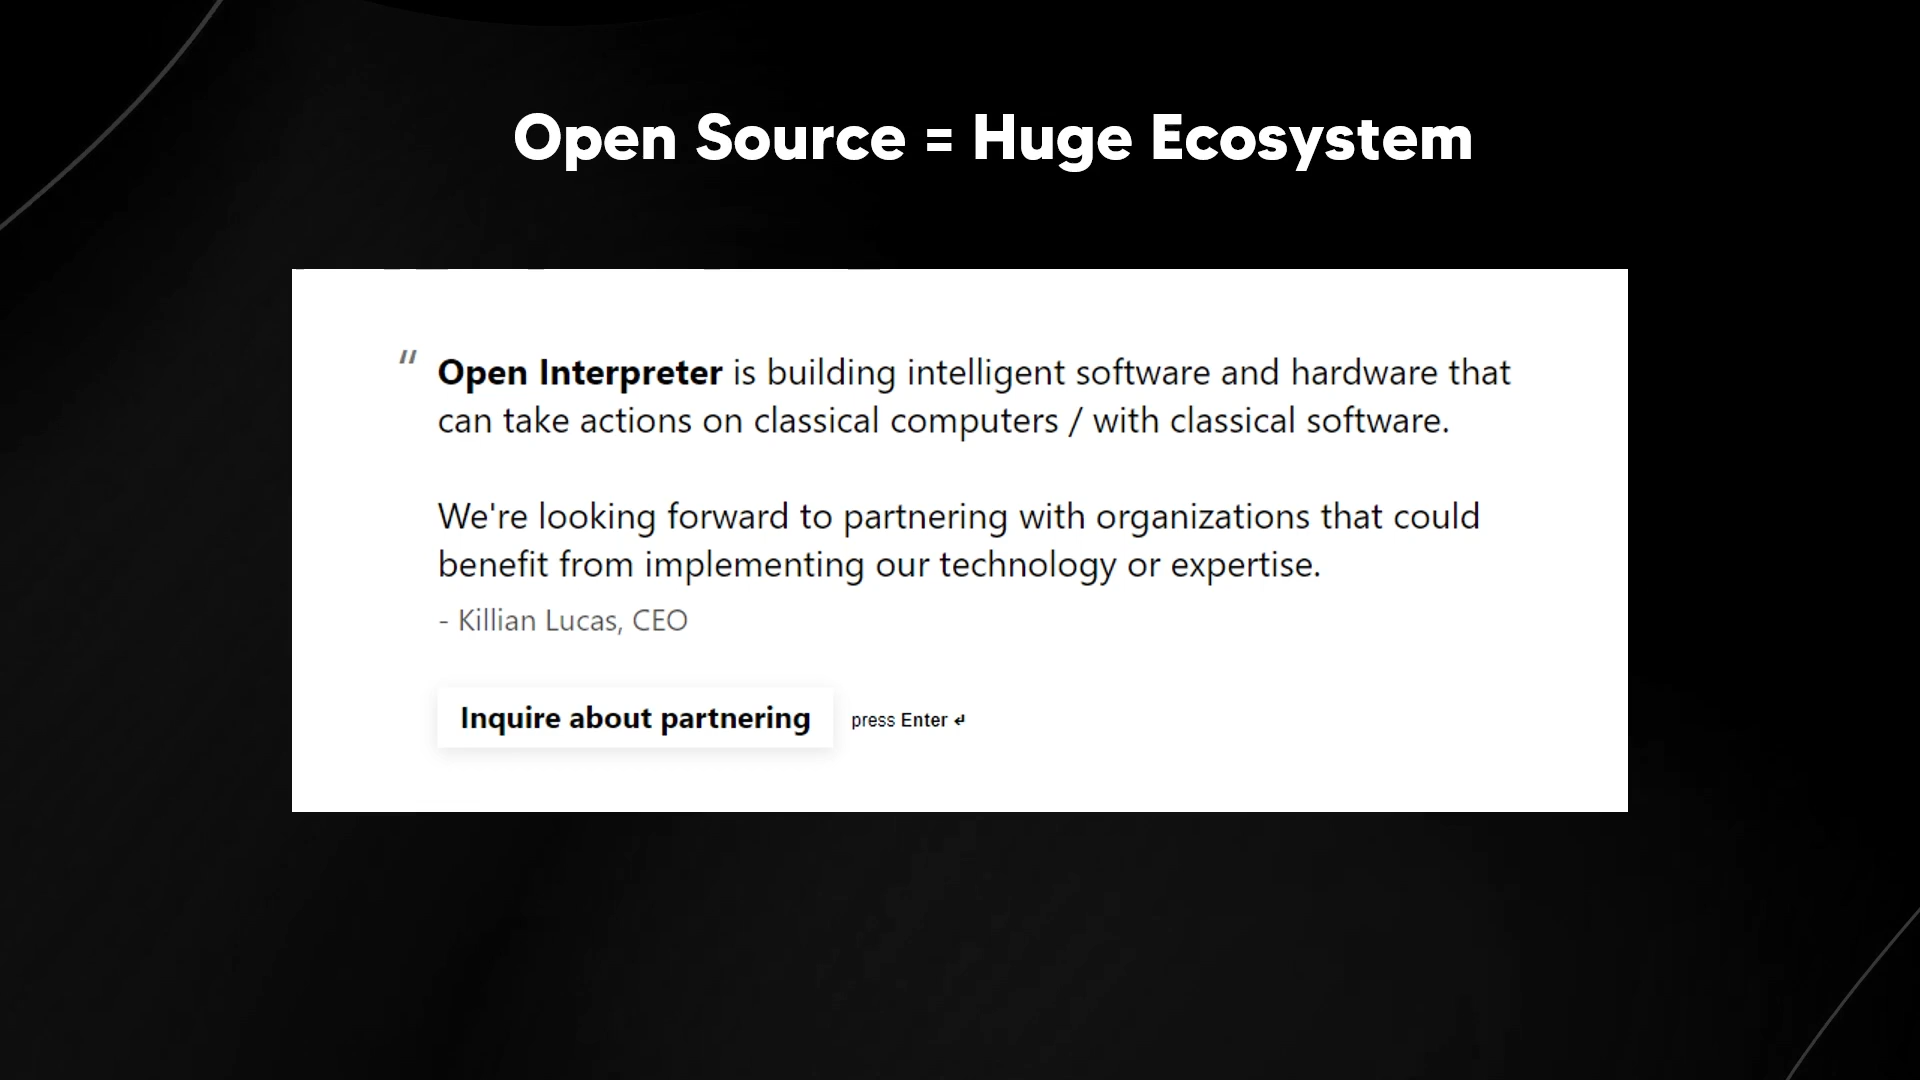 Open Source = Huge Ecosystem
“ Open Interpreter is building intelligent software and hardware that
can take actions on classical computers / with classical software.
We're looking forward to partnering with organizations that could
benefit from implementing our technology or expertise.
- Killian Lucas, CEO
Inquire about partnering
press Enter ↵